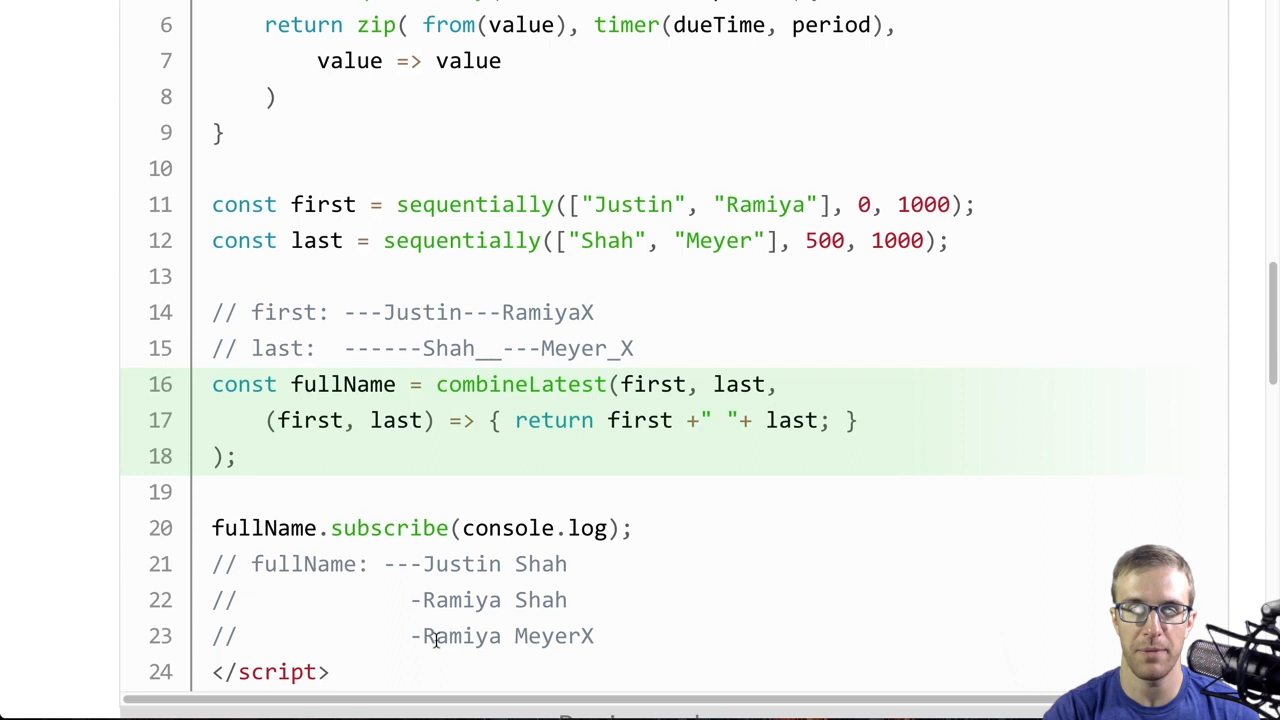 6 return zip( from(value), timer(dueTime, period),
7 value => value
8 )
9 }
10
11 const first = sequentially(["Justin", "Ramiya"], 0, 1000);
12 const last = sequentially(["Shah", "Meyer"], 500, 1000);
13
14 // first: ---Justin---RamiyaX
15 // last: ------Shah__---Meyer_X
16 const fullName = combineLatest(first, last,
17 (first, last) => { return first +" "+ last; }
18 );
19
20 fullName.subscribe(console.log);
21 // fullName: ---Justin Shah
22 // -Ramiya Shah
23 // -Ramiya MeyerX
24 </script>